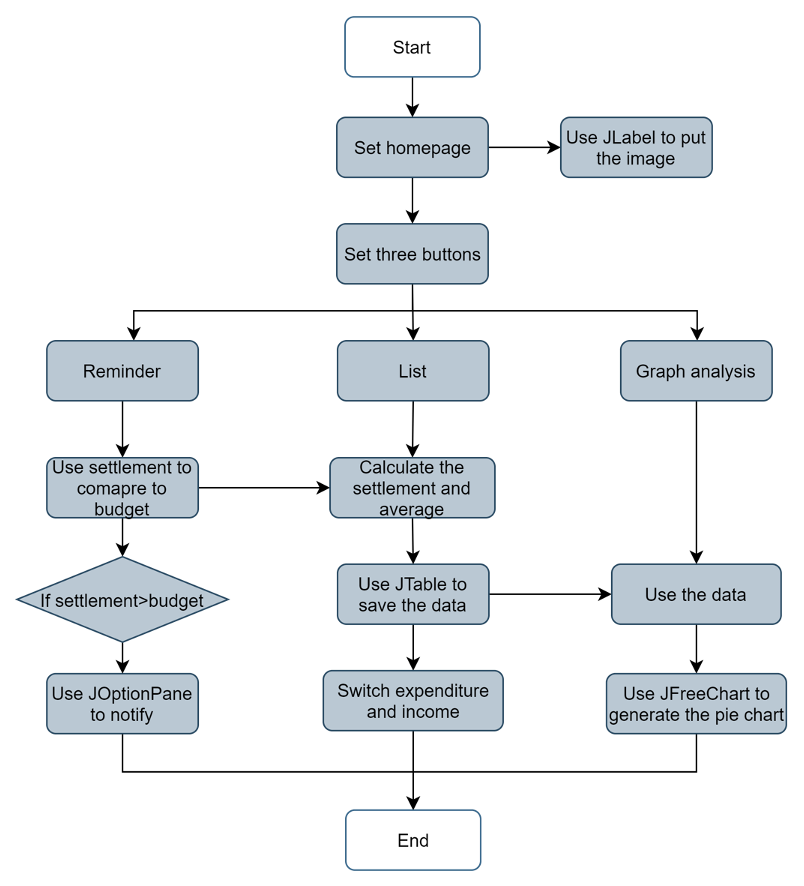 Start
Set homepage
Use JLabel to put
the image
Set three buttons
Reminder
List
Graph analysis
Use settlement to
comapre to
budget
Calculate the
settlement and
average
If settlement>budget
Use JTable to
save the data
Use the data
Use JOptionPane
to notify
Switch expenditure
and income
Use JFreeChart to
generate the pie chart
End